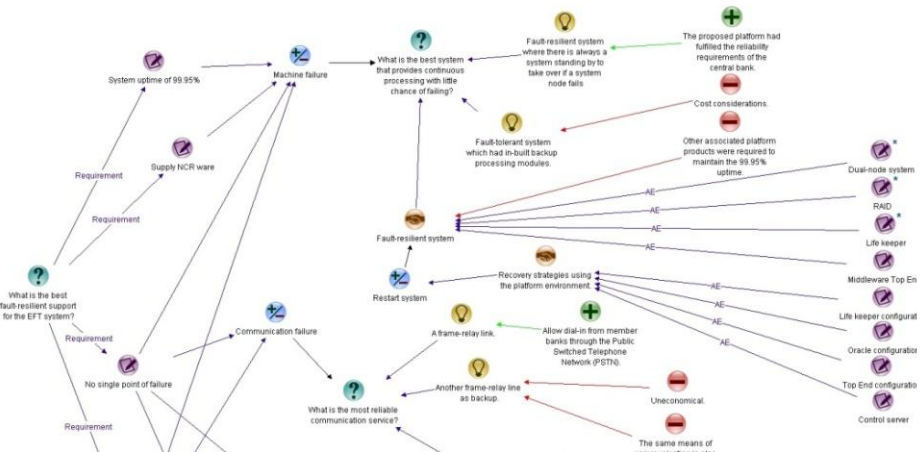 System uptime of 99.95%
Machine failure
What is the best system
that provides continuous
processing with little
chance of failing?
Fault-resilient system
where there is always a
system standing by to
take over if a system
node fails
The proposed platform had
fulfilled the reliability
requirements of the
central bank.
Cost considerations.
Fault-tolerant system
which had in-built backup
processing modules.
Other associated platform
products were required to
maintain the 99.95%
uptime.
Supply NCR ware
Requirement
Requirement
Dual-node system
AE
RAID
AE
Life keeper
AE
Middleware Top En
AE
Fault-resilient system
Recovery strategies using
the platform environment.
Restart system
AE
Life keeper configurat
AE
Oracle configuration
AE
Top End configuration
AE
Control server
What is the best
fault-resilient support
for the EFT system?
Requirement
Communication failure
A frame-relay link.
Allow dial-in from member
banks through the Public
Switched Telephone
Network (PSTN).
No single point of failure
What is the most reliable
communication service?
Another frame-relay line
as backup.
Uneconomical.
Requirement
The same means of